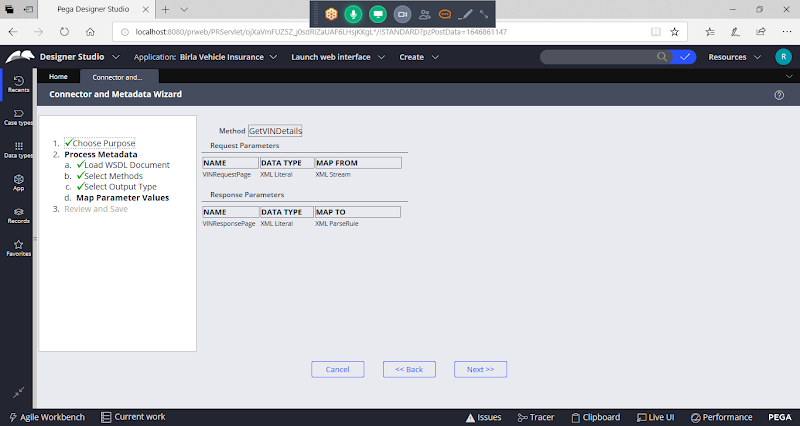 Pega Designer Studio
localhost:8080/prweb/PRServlet/ojXaVmFUZ5Z_j0sdRIZaUAF6LHsjKKgL*/!STANDARD?pzPostData=1646861147
Designer Studio
Application: Birla Vehicle Insurance
Launch web interface
Create
Resources
R
Recents
Home
Connector and...
Connector and Metadata Wizard
Case types
Data types
App
Records
Favorites
1. Choose Purpose
2. Process Metadata
a. Load WSDL Document
b. Select Methods
c. Select Output Type
d. Map Parameter Values
3. Review and Save
Method GetVINDetails
Request Parameters
NAME DATA TYPE MAP FROM
VINRequestPage XML Literal XML Stream
Response Parameters
NAME DATA TYPE MAP TO
VINResponsePage XML Literal XML ParseRule
Cancel
<< Back
Next >>
Agile Workbench
Current work
Issues
Tracer
Clipboard
Live UI
Performance
PEGA